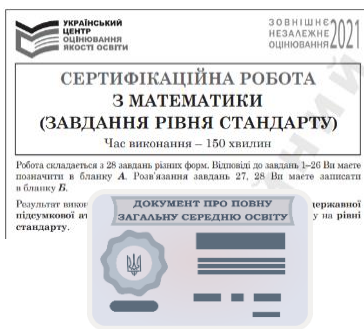 УКРАЇНСЬКИЙ
ЦЕНТР
ОЦІНЮВАННЯ
ЯКОСТІ ОСВІТИ
ЗОВНІШНЄ
НЕЗАЛЕЖНЕ
ОЦІНЮВАННЯ 2021
СЕРТИФІКАЦІЙНА РОБОТА
З МАТЕМАТИКИ
(ЗАВДАННЯ РІВНЯ СТАНДАРТУ)
Час виконання – 150 хвилин
Робота складається з 28 завдань різних форм. Відповіді до завдань 1–26 Ви маєте
позначити в бланку А. Розв'язання завдань 27, 28 Ви маєте записати
в бланку Б.
Результат викон державної
підсумкової ат у на рівні
стандарту.
ДОКУМЕНТ ПРО ПОВНУ
ЗАГАЛЬНУ СЕРЕДНЮ ОСВІТУ